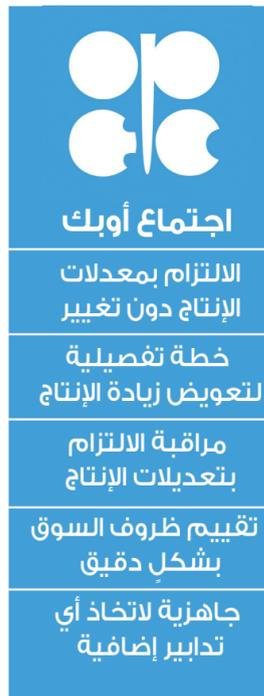 اجتماع أوبك
الالتزام بمعدلات
الإنتاج دون تغيير
خطة تفصيلية
لتعويض زيادة الإنتاج
مراقبة الالتزام
بتعديلات الإنتاج
تقييم ظروف السوق
بشكلٍ دقيق
جاهزية لاتخاذ أي
تدابير إضافية